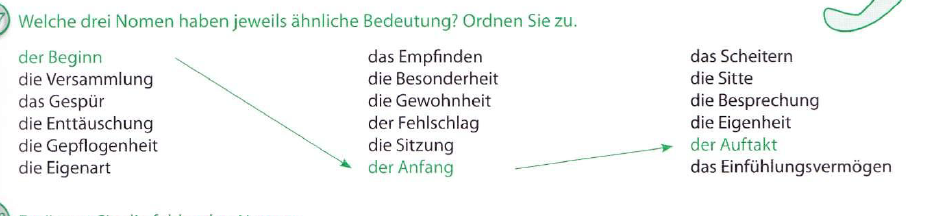 Welche drei Nomen haben jeweils ähnliche Bedeutung? Ordnen Sie zu.
der Beginn
die Versammlung
das Gespür
die Enttäuschung
die Gepflogenheit
die Eigenart
das Empfinden
die Besonderheit
die Gewohnheit
der Fehlschlag
die Sitzung
der Anfang
das Scheitern
die Sitte
die Besprechung
die Eigenheit
der Auftakt
das Einfühlungsvermögen